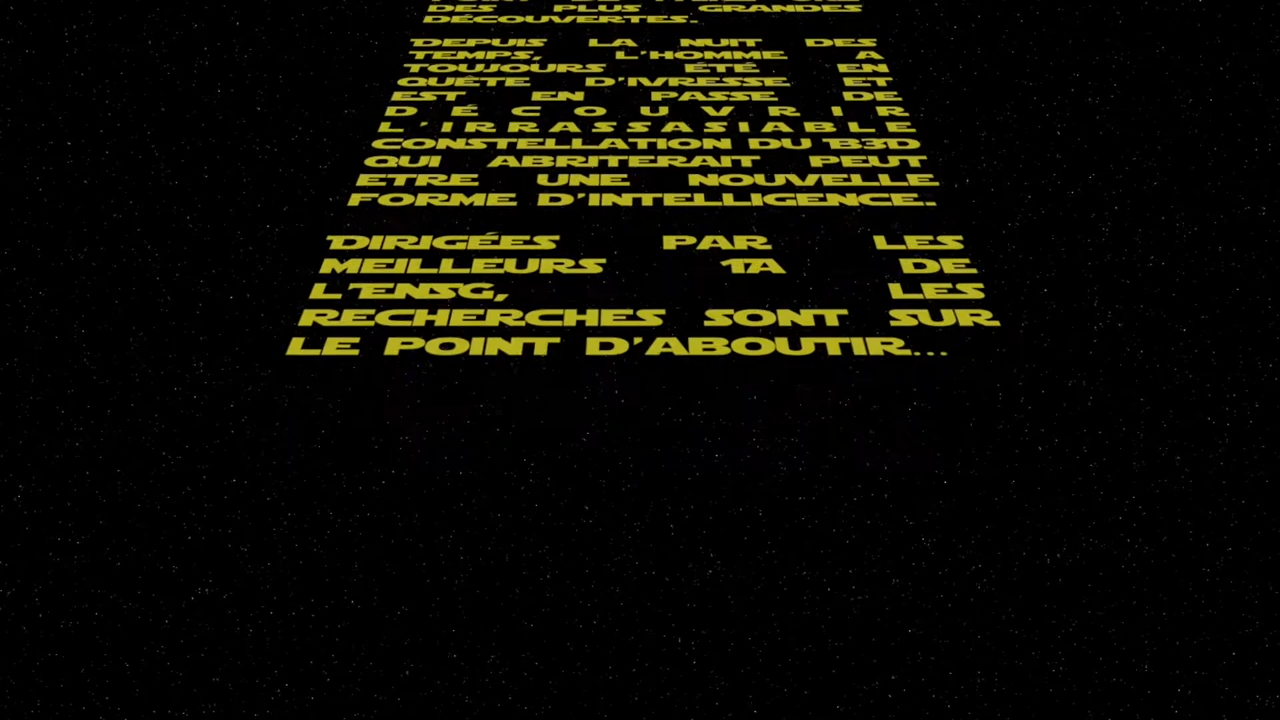 DES PLUS GRANDES
DÉCOUVERTES.
DEPUIS LA NUIT DES
TEMPS, L'HOMME A
TOUJOURS ÉTÉ EN
QUÊTE D'IVRESSE ET
EST EN PASSE DE
DÉCOUVRIR
L'IRRASSASIABLE
CONSTELLATION DU B3D
QUI ABRITERAIT PEUT
ETRE UNE NOUVELLE
FORME D'INTELLIGENCE.
DIRIGÉES PAR LES
MEILLEURS 1A DE
L'ENSG, LES
RECHERCHES SONT SUR
LE POINT D'ABOUTIR...